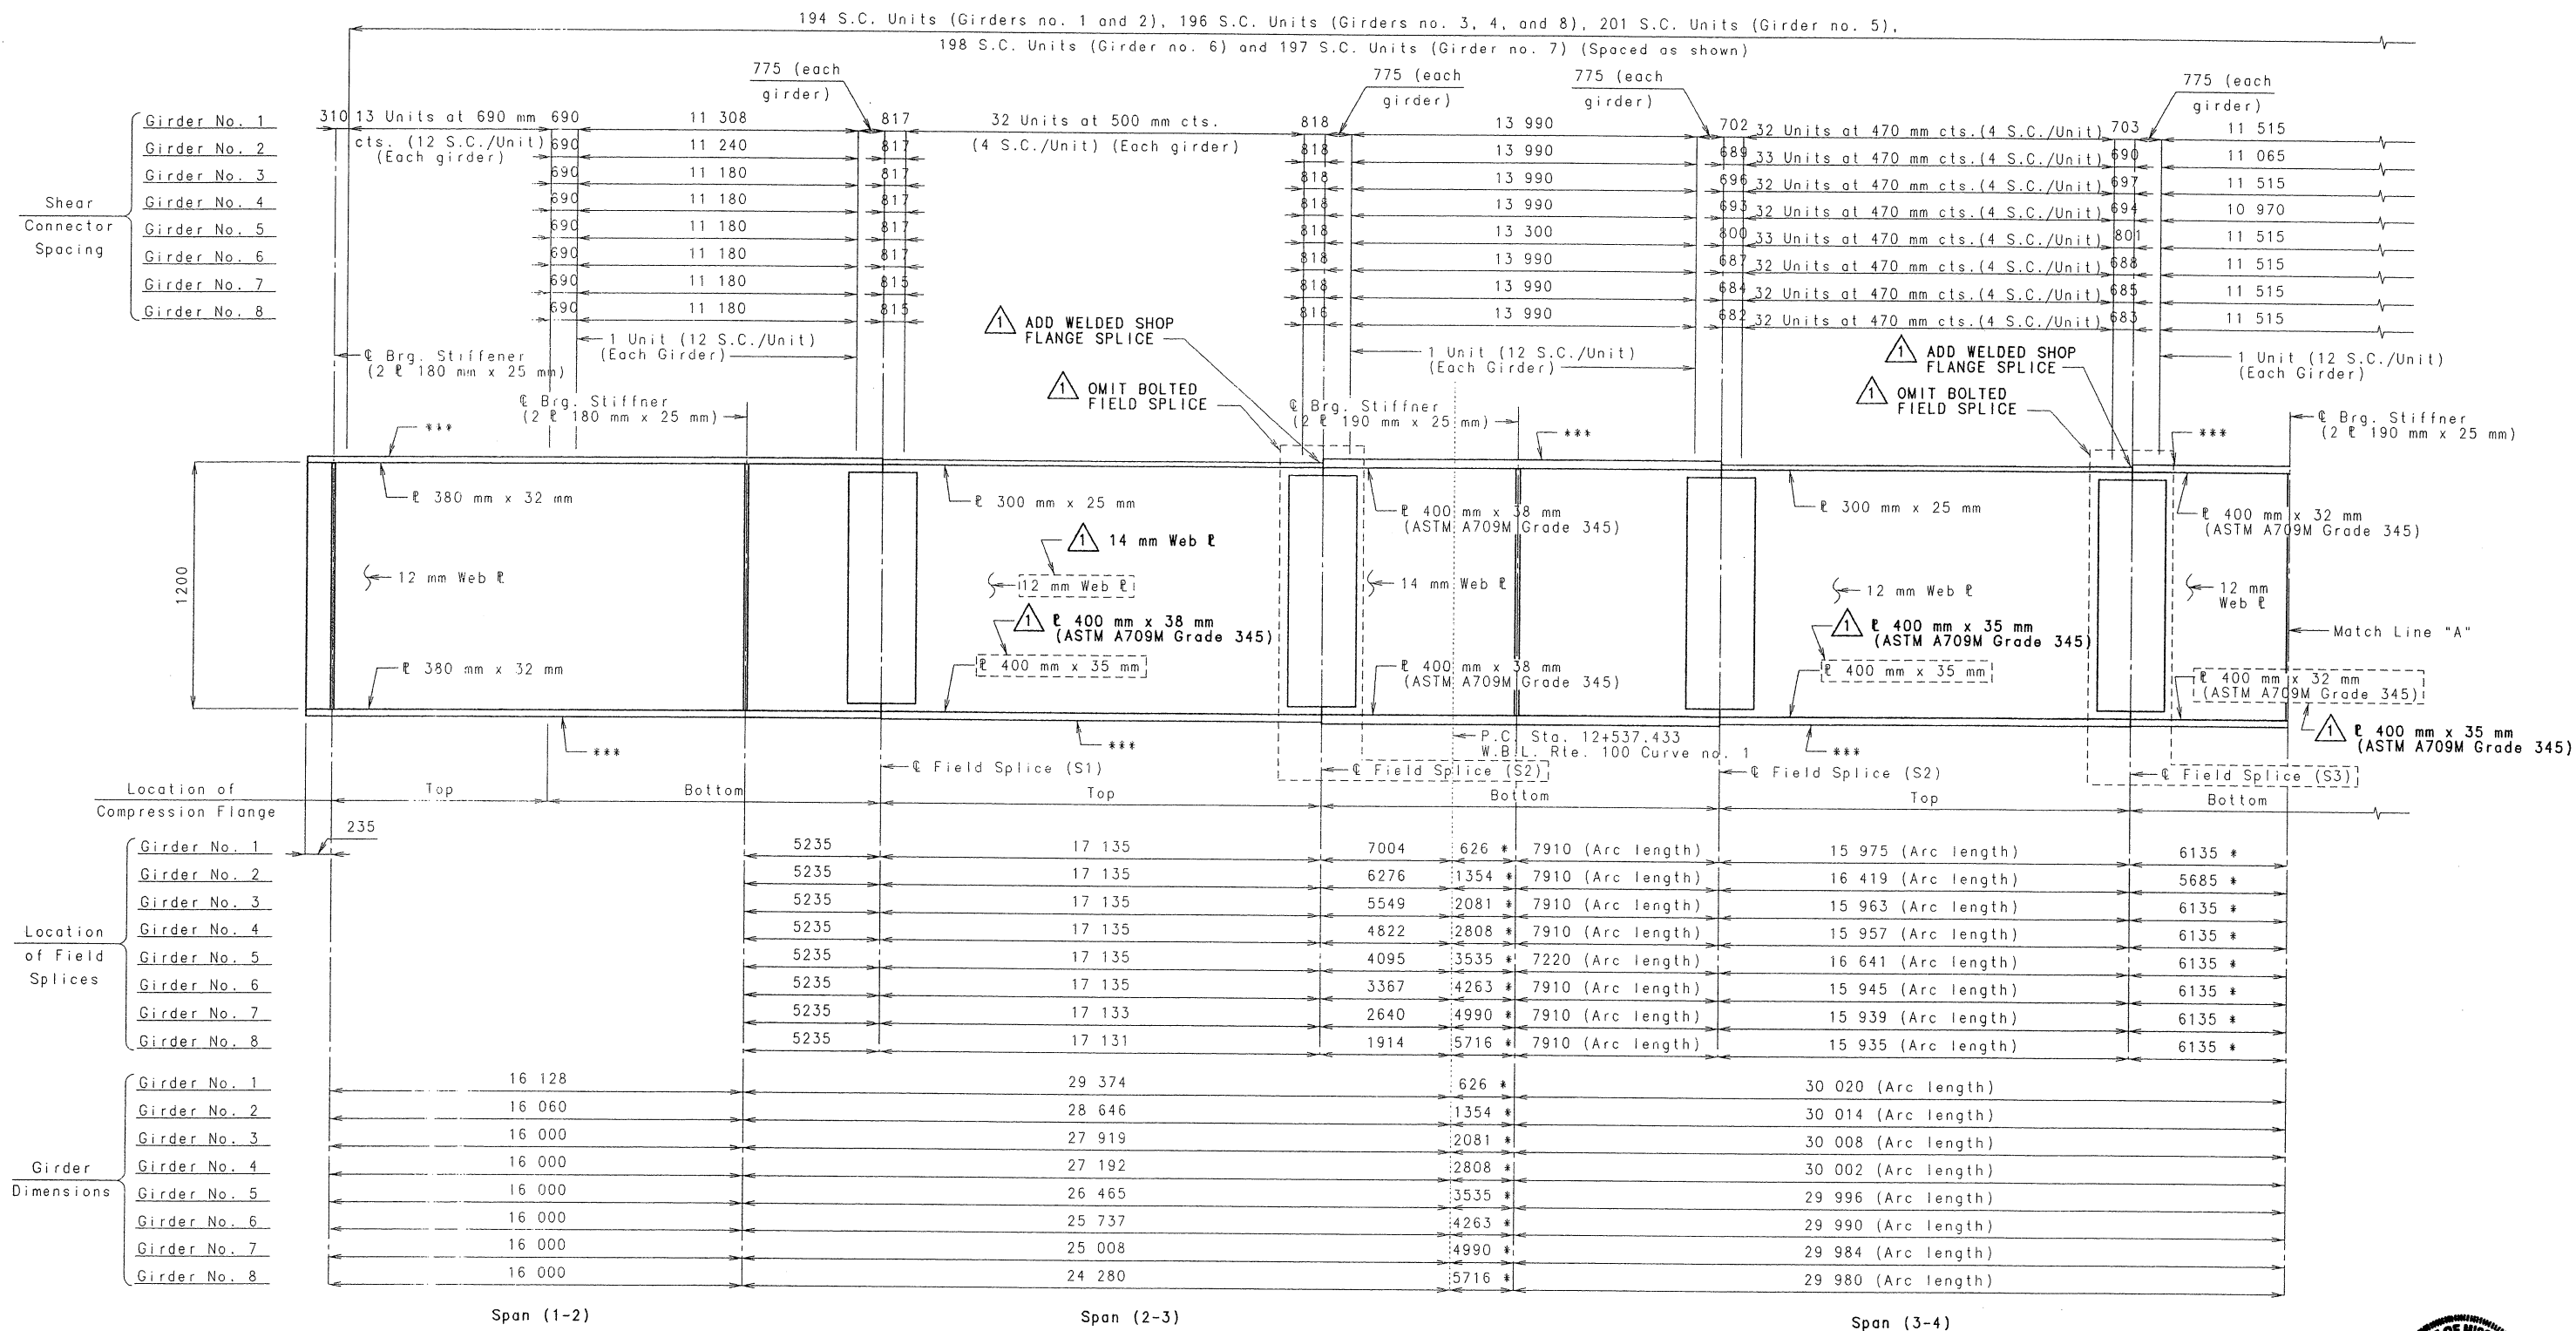 194 S.C. Units (Girders no. 1 and 2), 196 S.C. Units (Girders no. 3, 4, and 8), 201 S.C. Units (Girder no. 5),
198 S.C. Units (Girder no. 6) and 197 S.C. Units (Girder no. 7) (Spaced as shown)
775 (each girder)
775 (each girder)
775 (each girder)
775 (each girder)
Shear Connector Spacing
Girder No. 1 310 13 Units at 690 mm 690 11 308 817 32 Units at 500 mm cts. 818 13 990 702 32 Units at 470 mm cts.(4 S.C./Unit) 703 11 515
cts. (12 S.C./Unit) (Each girder)
(4 S.C./Unit) (Each girder)
Girder No. 2 690 11 240 817 818 13 990 689 33 Units at 470 mm cts.(4 S.C./Unit) 690 11 065
Girder No. 3 690 11 180 817 818 13 990 696 32 Units at 470 mm cts.(4 S.C./Unit) 697 11 515
Girder No. 4 690 11 180 817 818 13 990 693 32 Units at 470 mm cts.(4 S.C./Unit) 694 10 970
Girder No. 5 690 11 180 817 818 13 300 800 33 Units at 470 mm cts.(4 S.C./Unit) 801 11 515
Girder No. 6 690 11 180 817 818 13 990 687 32 Units at 470 mm cts.(4 S.C./Unit) 688 11 515
Girder No. 7 690 11 180 815 818 13 990 684 32 Units at 470 mm cts.(4 S.C./Unit) 685 11 515
Girder No. 8 690 11 180 815 816 13 990 682 32 Units at 470 mm cts.(4 S.C./Unit) 683 11 515
1 Unit (12 S.C./Unit)
(Each Girder)
1 Unit (12 S.C./Unit)
(Each Girder)
1 Unit (12 S.C./Unit)
(Each Girder)
℄ Brg. Stiffener
(2 ℄ 180 mm x 25 mm)
℄ Brg. Stiffner
(2 ℄ 180 mm x 25 mm)
1 ADD WELDED SHOP
FLANGE SPLICE
1 OMIT BOLTED
FIELD SPLICE
℄ Brg. Stiffner
(2 ℄ 190 mm x 25 mm)
1 ADD WELDED SHOP
FLANGE SPLICE
1 OMIT BOLTED
FIELD SPLICE
℄ Brg. Stiffner
(2 ℄ 190 mm x 25 mm)
***
***
***
1200
℄ 380 mm x 32 mm
℄ 300 mm x 25 mm
℄ 400 mm x 38 mm
(ASTM A709M Grade 345)
℄ 300 mm x 25 mm
℄ 400 mm x 32 mm
(ASTM A709M Grade 345)
12 mm Web ℄
1 14 mm Web ℄
12 mm Web ℄
14 mm Web ℄
12 mm Web ℄
12 mm
Web ℄
1 ℄ 400 mm x 38 mm
(ASTM A709M Grade 345)
1 ℄ 400 mm x 35 mm
(ASTM A709M Grade 345)
Match Line "A"
℄ 380 mm x 32 mm
℄ 400 mm x 35 mm
℄ 400 mm x 38 mm
(ASTM A709M Grade 345)
℄ 400 mm x 35 mm
℄ 400 mm x 32 mm
(ASTM A709M Grade 345)
1 ℄ 400 mm x 35 mm
(ASTM A709M Grade 345)
***
***
***
P.C. Sta. 12+537.433
W.B.L. Rte. 100 Curve no. 1
℄ Field Splice (S1)
℄ Field Splice (S2)
℄ Field Splice (S2)
℄ Field Splice (S3)
Location of
Compression Flange
Top Bottom Top Bottom Top Bottom
235
Location of Field Splices
Girder No. 1 5235 17 135 7004 626 * 7910 (Arc length) 15 975 (Arc length) 6135 *
Girder No. 2 5235 17 135 6276 1354 * 7910 (Arc length) 16 419 (Arc length) 5685 *
Girder No. 3 5235 17 135 5549 2081 * 7910 (Arc length) 15 963 (Arc length) 6135 *
Girder No. 4 5235 17 135 4822 2808 * 7910 (Arc length) 15 957 (Arc length) 6135 *
Girder No. 5 5235 17 135 4095 3535 * 7220 (Arc length) 16 641 (Arc length) 6135 *
Girder No. 6 5235 17 135 3367 4263 * 7910 (Arc length) 15 945 (Arc length) 6135 *
Girder No. 7 5235 17 133 2640 4990 * 7910 (Arc length) 15 939 (Arc length) 6135 *
Girder No. 8 5235 17 131 1914 5716 * 7910 (Arc length) 15 935 (Arc length) 6135 *
Girder Dimensions
Girder No. 1 16 128 29 374 626 * 30 020 (Arc length)
Girder No. 2 16 060 28 646 1354 * 30 014 (Arc length)
Girder No. 3 16 000 27 919 2081 * 30 008 (Arc length)
Girder No. 4 16 000 27 192 2808 * 30 002 (Arc length)
Girder No. 5 16 000 26 465 3535 * 29 996 (Arc length)
Girder No. 6 16 000 25 737 4263 * 29 990 (Arc length)
Girder No. 7 16 000 25 008 4990 * 29 984 (Arc length)
Girder No. 8 16 000 24 280 5716 * 29 980 (Arc length)
Span (1-2)
Span (2-3)
Span (3-4)